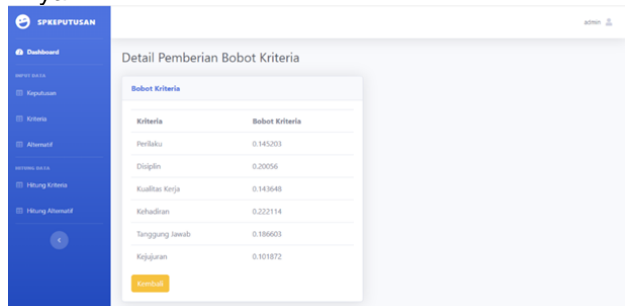 SPKEPUTUSAN
admin
Dashboard
Detail Pemberian Bobot Kriteria
INPUT DATA
Keputusan
Kriteria
Alternatif
HITUNG DATA
Hitung Kriteria
Hitung Alternatif
Bobot Kriteria
Kriteria Bobot Kriteria
Perilaku 0.145203
Disiplin 0.20056
Kualitas Kerja 0.143648
Kehadiran 0.222114
Tanggung Jawab 0.186603
Kejujuran 0.101872
Kembali